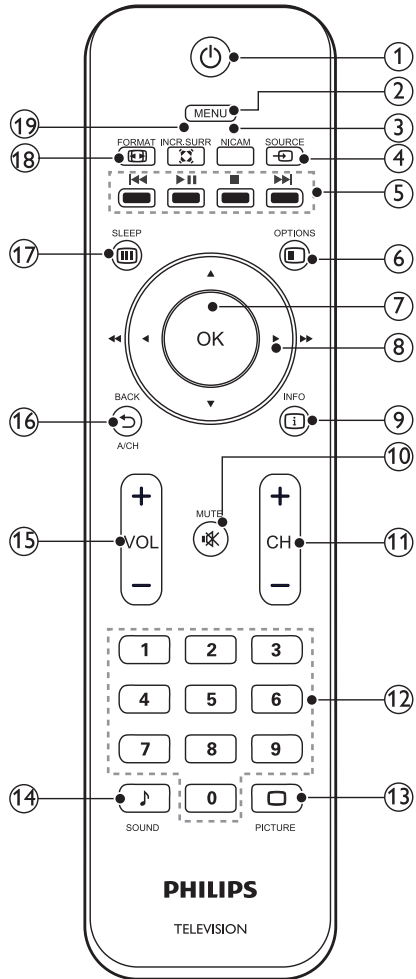 1
MENU 2
19 3
FORMAT INCR.SURR NICAM SOURCE
18 4
5
SLEEP OPTIONS
17 6
7
OK 8
BACK INFO
16 i 9
A/CH
10
+ MUTE +
15 VOL CH 11
− −
1 2 3
4 5 6 12
7 8 9
14 0 13
SOUND PICTURE
PHILIPS
TELEVISION